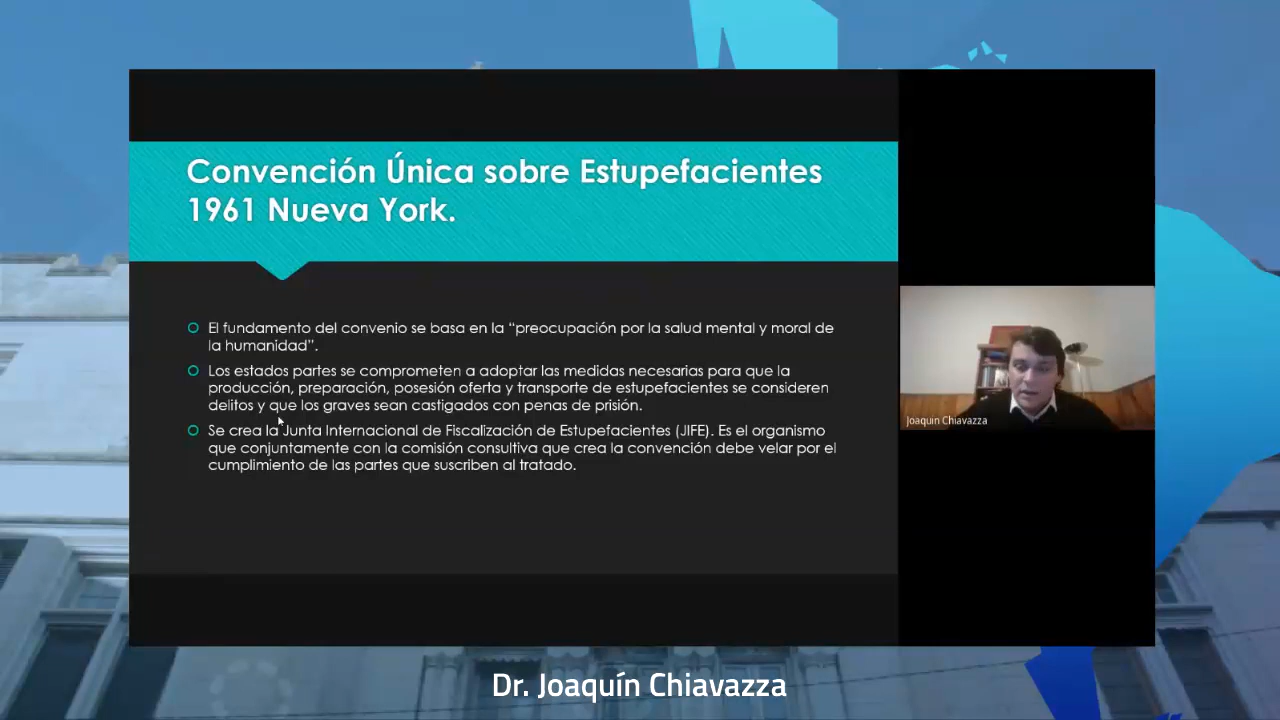 Convención Única sobre Estupefacientes
1961 Nueva York.
El fundamento del convenio se basa en la “preocupación por la salud mental y moral de
la humanidad”.
Los estados partes se comprometen a adoptar las medidas necesarias para que la
producción, preparación, posesión oferta y transporte de estupefacientes se consideren
delitos y que los graves sean castigados con penas de prisión.
Se crea la Junta Internacional de Fiscalización de Estupefacientes (JIFE). Es el organismo
que conjuntamente con la comisión consultiva que crea la convención debe velar por el
cumplimiento de las partes que suscriben al tratado.
Joaquin Chiavazza
Dr. Joaquín Chiavazza